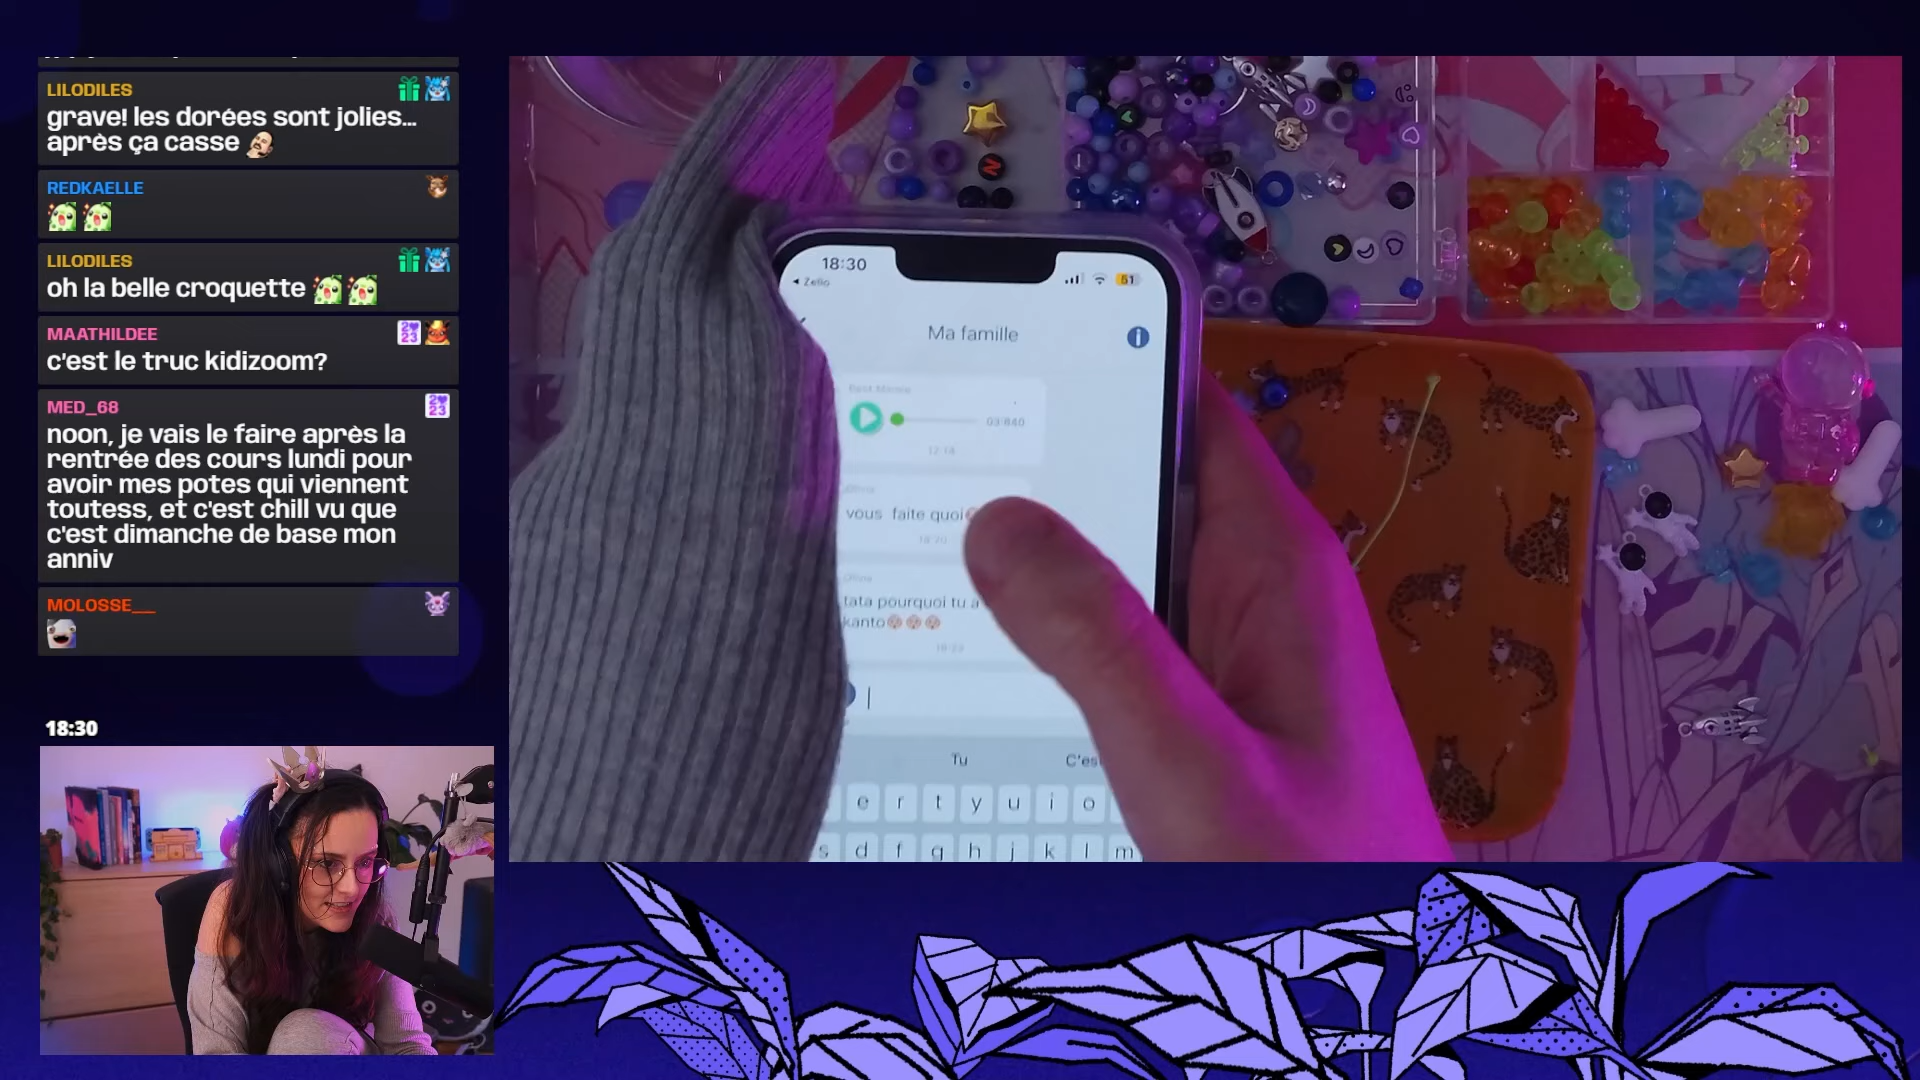 LILODILES
grave! les dorées sont jolies...
après ça casse
REDKAELLE
LILODILES
oh la belle croquette
MAATHILDEE
c'est le truc kidizoom?
MED_68
noon, je vais le faire après la
rentrée des cours lundi pour
avoir mes potes qui viennent
toutess, et c'est chill vu que
c'est dimanche de base mon
anniv
MOLOSSE__
18:30
18:30
51
Zello
Ma famille
vous faite quoi
tata pourquoi tu a
kanto
Tu
C'est
e r t y u i o
s d f g h j k l m